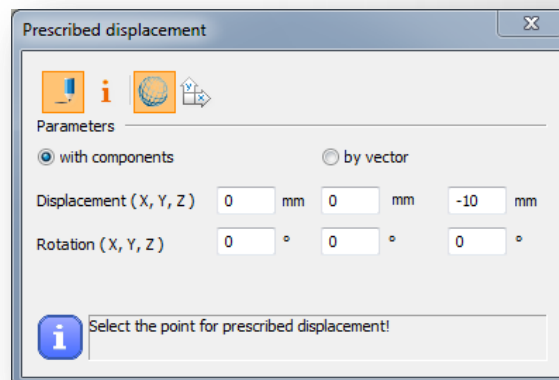 Prescribed displacement
Parameters
with components by vector
Displacement ( X, Y, Z ) 0 mm 0 mm -10 mm
Rotation ( X, Y, Z ) 0 ° 0 ° 0 °
Select the point for prescribed displacement!